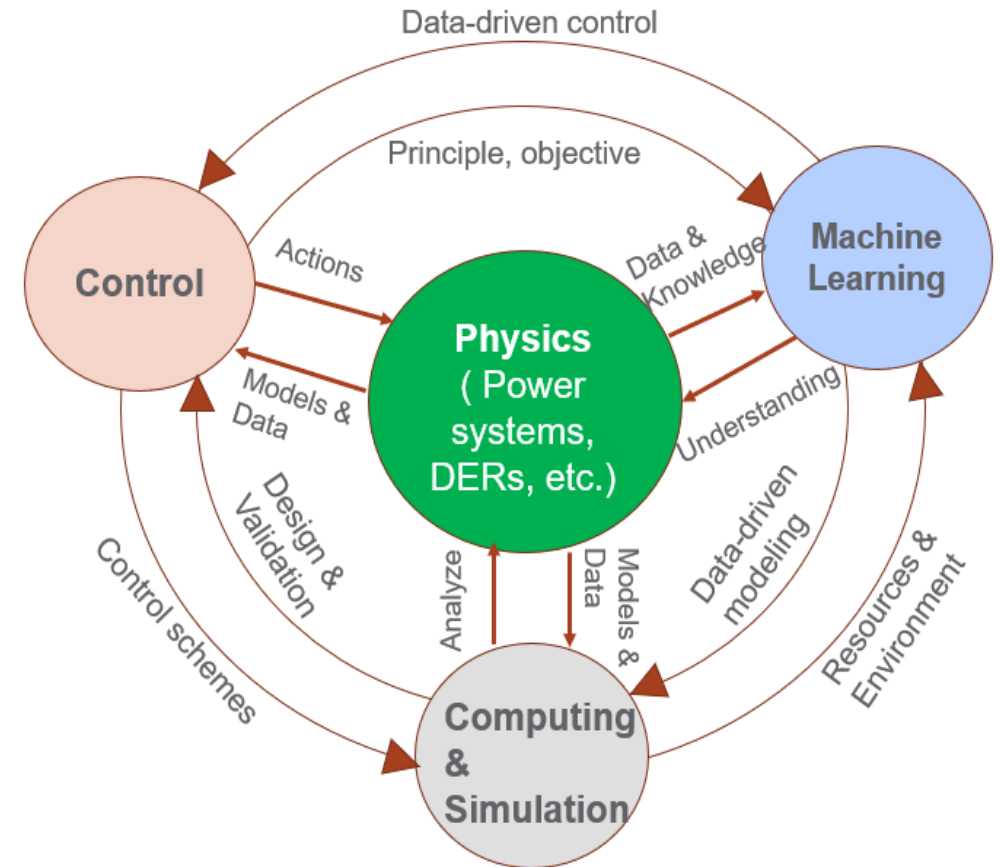 Data-driven control
Principle, objective
Control
Actions
Models &
Data
Physics
( Power
systems,
DERs, etc.)
Data &
Knowledge
Understanding
Machine
Learning
Design &
Validation
Control schemes
Analyze
Models &
Data
Data-driven
modeling
Resources &
Environment
Computing
&
Simulation